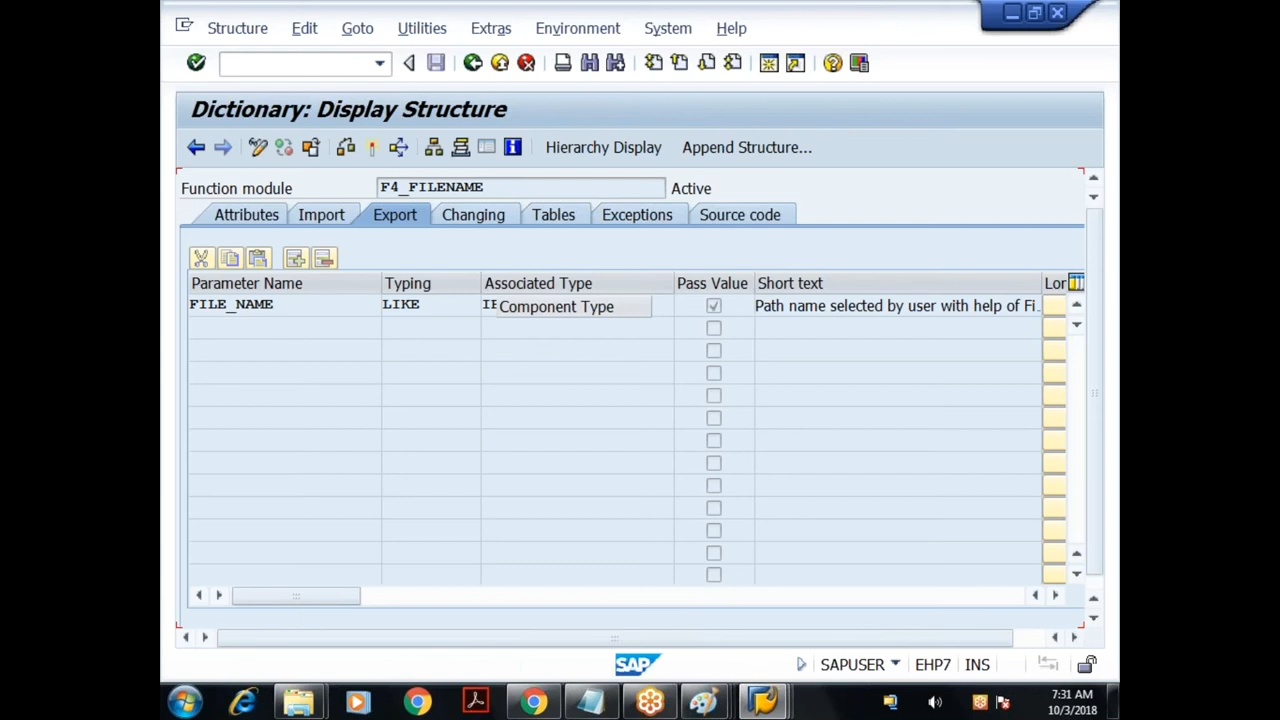 Structure Edit Goto Utilities Extras Environment System Help
Dictionary: Display Structure
Hierarchy Display Append Structure...
Function module F4_FILENAME Active
Attributes Import Export Changing Tables Exceptions Source code
Parameter Name Typing Associated Type Pass Value Short text Lor
FILE_NAME LIKE Component Type Path name selected by user with help of Fi.
SAP SAPUSER EHP7 INS
7:31 AM
10/3/2018